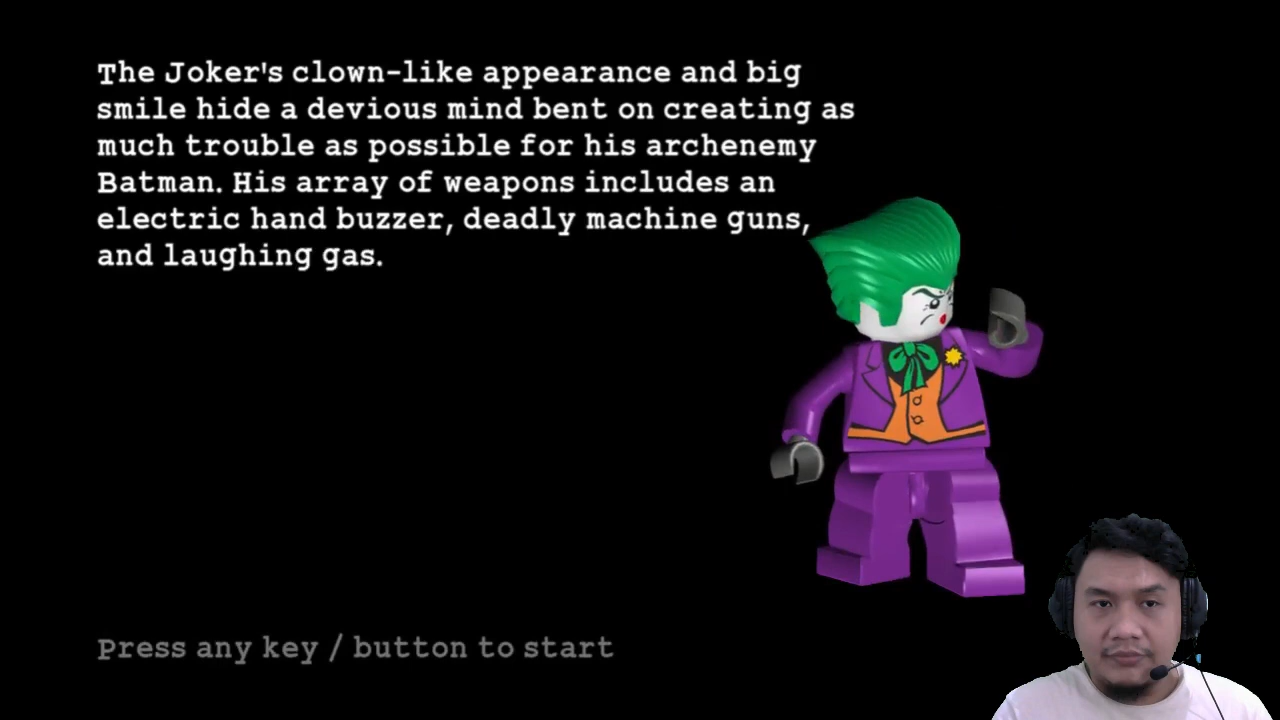 The Joker's clown-like appearance and big
smile hide a devious mind bent on creating as
much trouble as possible for his archenemy
Batman. His array of weapons includes an
electric hand buzzer, deadly machine guns,
and laughing gas.
Press any key / button to start